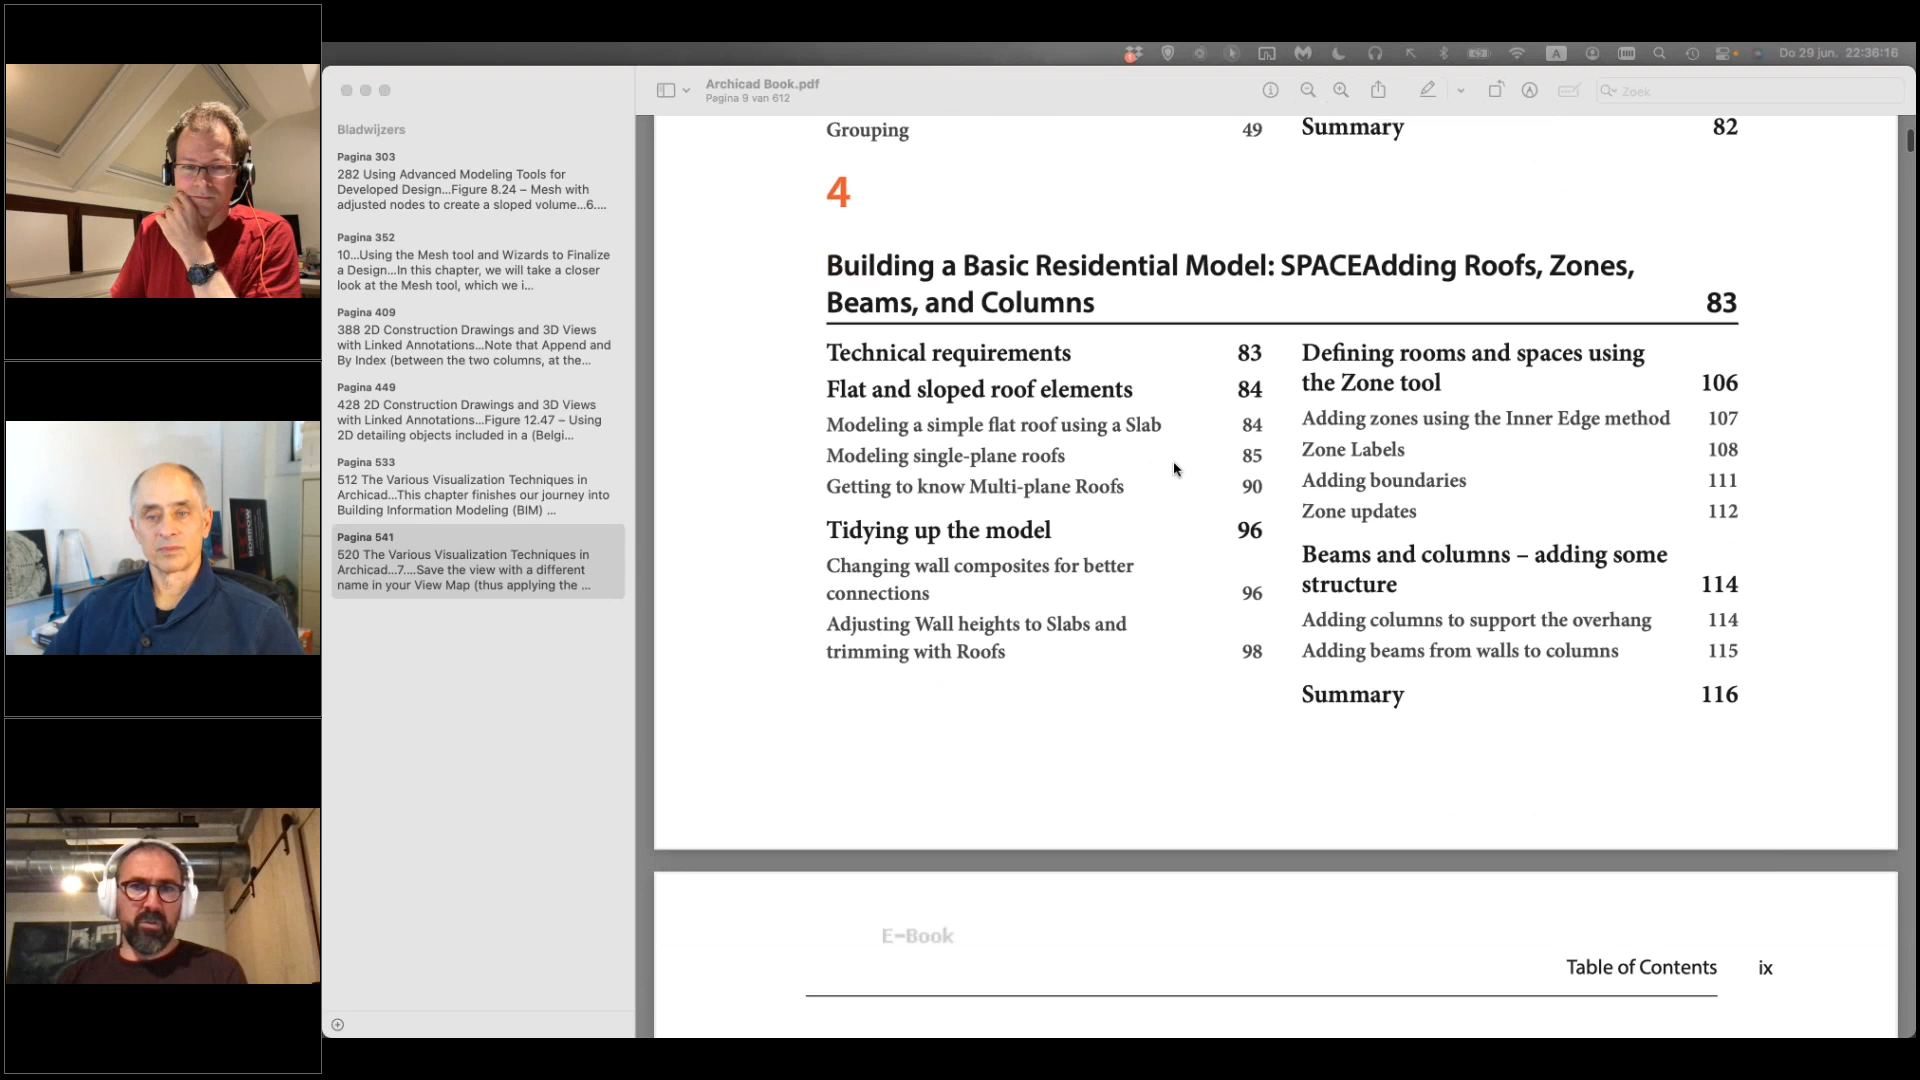 Do 29 jun. 22:36:16
A
Archicad Book.pdf
Pagina 9 van 612
Zoek
Bladwijzers
Pagina 303
282 Using Advanced Modeling Tools for
Developed Design...Figure 8.24 – Mesh with
adjusted nodes to create a sloped volume...6....
Pagina 352
10...Using the Mesh tool and Wizards to Finalize
a Design...In this chapter, we will take a closer
look at the Mesh tool, which we i...
Pagina 409
388 2D Construction Drawings and 3D Views
with Linked Annotations...Note that Append and
By Index (between the two columns, at the...
Pagina 449
428 2D Construction Drawings and 3D Views
with Linked Annotations...Figure 12.47 – Using
2D detailing objects included in a (Belgi...
Pagina 533
512 The Various Visualization Techniques in
Archicad...This chapter finishes our journey into
Building Information Modeling (BIM) ...
Pagina 541
520 The Various Visualization Techniques in
Archicad...7....Save the view with a different
name in your View Map (thus applying the ...
Grouping 49
Summary 82
4
Building a Basic Residential Model: SPACEAdding Roofs, Zones,
Beams, and Columns 83
Technical requirements 83
Flat and sloped roof elements 84
Modeling a simple flat roof using a Slab 84
Modeling single-plane roofs 85
Getting to know Multi-plane Roofs 90
Tidying up the model 96
Changing wall composites for better
connections 96
Adjusting Wall heights to Slabs and
trimming with Roofs 98
Defining rooms and spaces using
the Zone tool 106
Adding zones using the Inner Edge method 107
Zone Labels 108
Adding boundaries 111
Zone updates 112
Beams and columns – adding some
structure 114
Adding columns to support the overhang 114
Adding beams from walls to columns 115
Summary 116
E-Book
Table of Contents ix